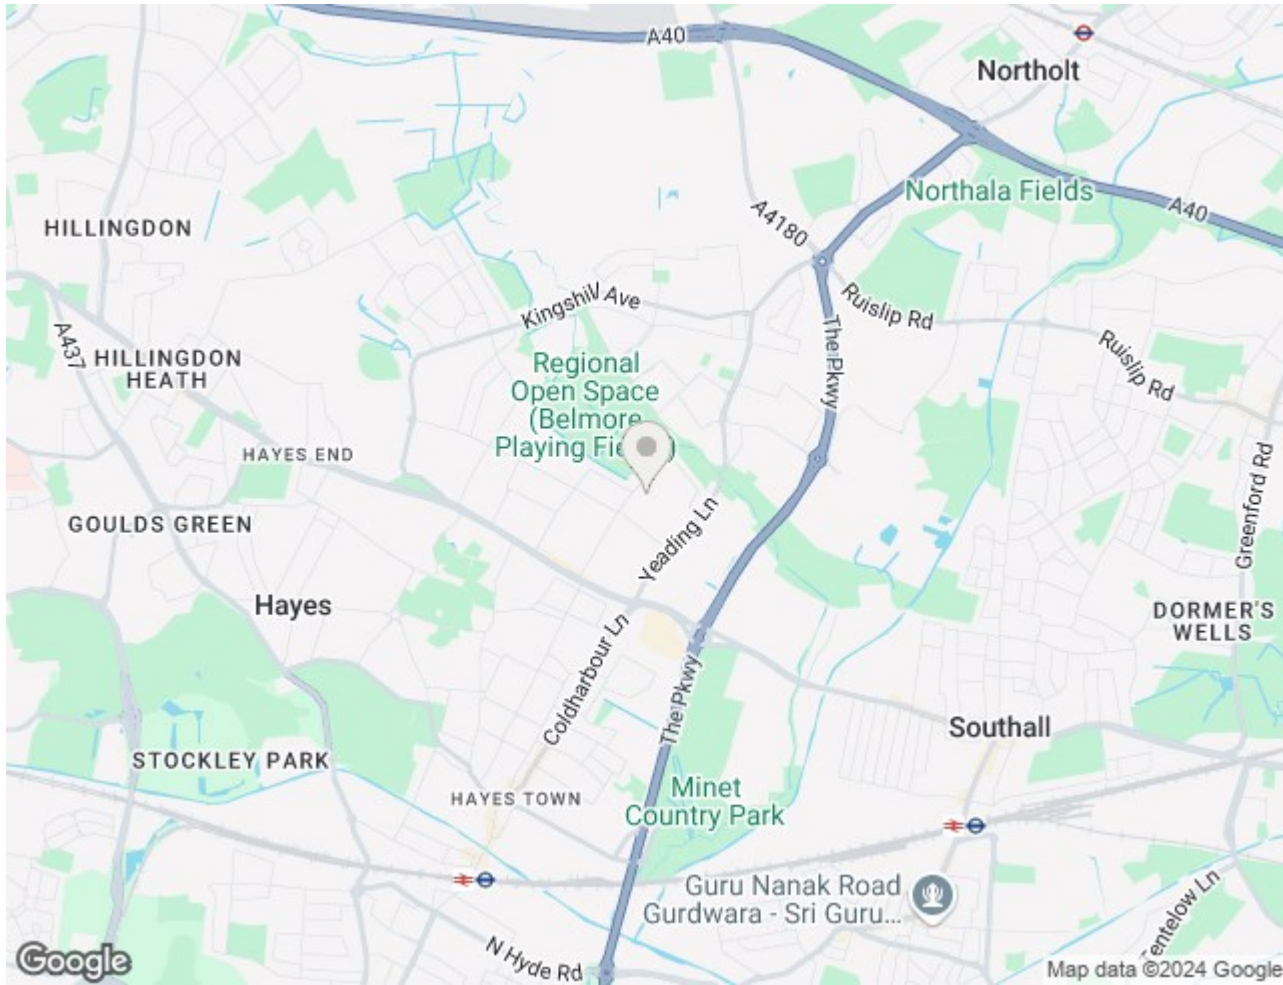 A40
Northolt
Northala Fields
A40
A4180
HILLINGDON
Kingshill Ave
Ruislip Rd
The Pkwy
Ruislip Rd
A437
HILLINGDON
HEATH
Regional
Open Space
(Belmore
Playing Fie
)
HAYES END
Greenford Rd
GOULDS GREEN
Yeading Ln
Hayes
DORMER'S
WELLS
Coldharbour Ln
The Pkwy
Southall
STOCKLEY PARK
HAYES TOWN
Minet
Country Park
Guru Nanak Road
Gurdwara - Sri Guru...
Tentelow Ln
N Hyde Rd
Google
Map data ©2024 Google